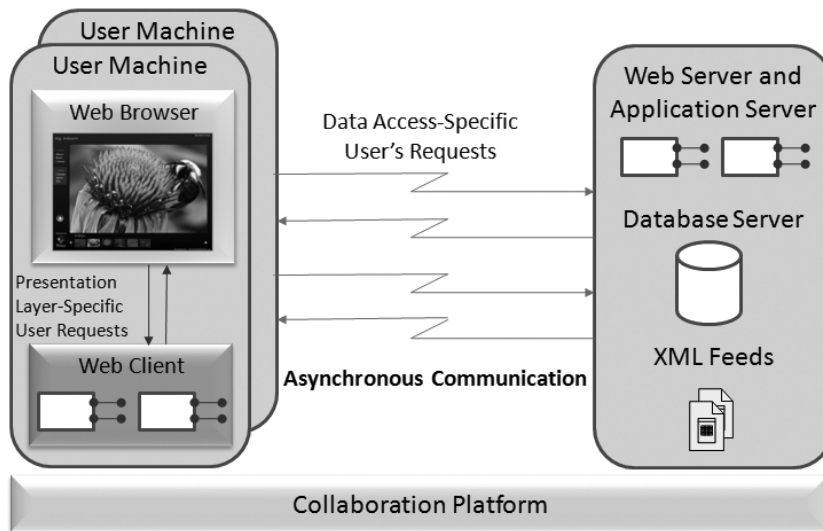 User Machine
User Machine
Web Browser
Presentation
Layer-Specific
User Requests
Web Client
Data Access-Specific
User's Requests
Asynchronous Communication
Web Server and
Application Server
Database Server
XML Feeds
Collaboration Platform